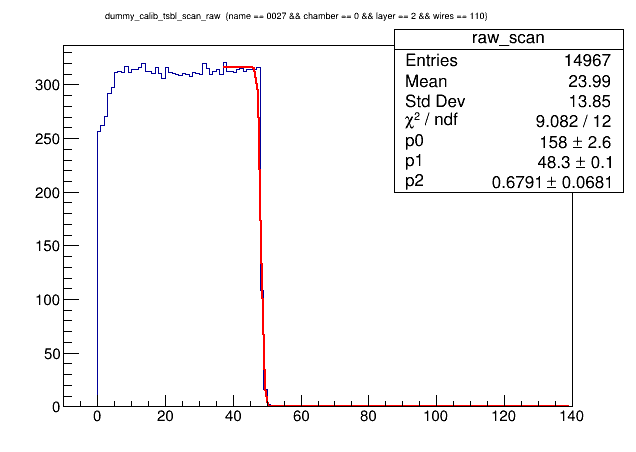 dummy_calib_tsbl_scan_raw (name == 0027 && chamber == 0 && layer == 2 && wires == 110)
raw_scan
Entries 14967
Mean 23.99
Std Dev 13.85
χ² / ndf 9.082 / 12
p0 158 ± 2.6
p1 48.3 ± 0.1
p2 0.6791 ± 0.0681
300
250
200
150
100
50
0
0 20 40 60 80 100 120 140